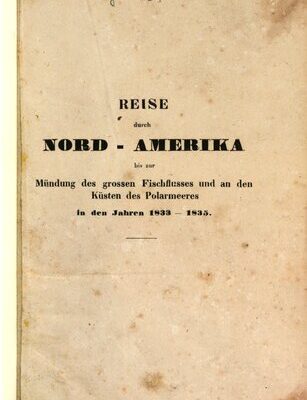 REISE
durch
NORD - AMERIKA
bis zur
Mündung des grossen Fischflusses und an den
Küsten des Polarmeeres
in den Jahren 1833 — 1835.